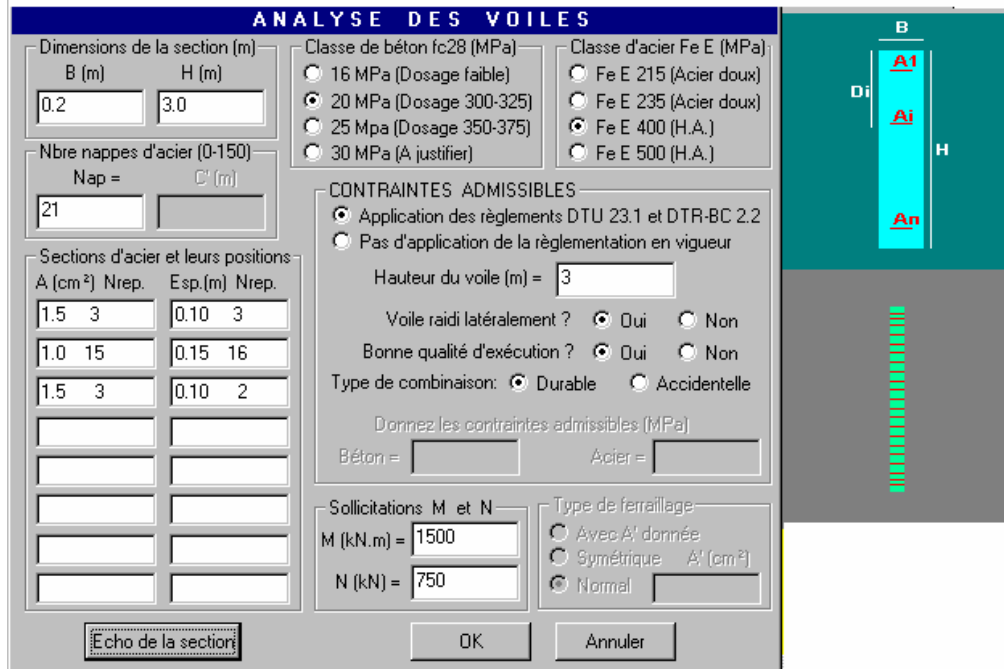 ANALYSE DES VOILES
Dimensions de la section (m)
B (m) H (m)
0.2 3.0
Nbre nappes d'acier (0-150)
Nap = C' (m)
21
Sections d'acier et leurs positions
A (cm²) Nrep. Esp.(m) Nrep.
1.5 3 0.10 3
1.0 15 0.15 16
1.5 3 0.10 2
Classe de béton fc28 (MPa)
16 MPa (Dosage faible)
20 MPa (Dosage 300-325)
25 Mpa (Dosage 350-375)
30 MPa (A justifier)
Classe d'acier Fe E (MPa)
Fe E 215 (Acier doux)
Fe E 235 (Acier doux)
Fe E 400 (H.A.)
Fe E 500 (H.A.)
CONTRAINTES ADMISSIBLES
Application des règlements DTU 23.1 et DTR-BC 2.2
Pas d'application de la règlementation en vigueur
Hauteur du voile (m) = 3
Voile raidi latéralement ? Oui Non
Bonne qualité d'exécution ? Oui Non
Type de combinaison: Durable Accidentelle
Donnez les contraintes admissibles (MPa)
Béton = Acier =
Sollicitations M et N
M (kN.m) = 1500
N (kN) = 750
Type de ferraillage
Avec A' donnée
Symétrique A' (cm²)
Normal
Echo de la section OK Annuler
B
A1
Di
Ai
H
An